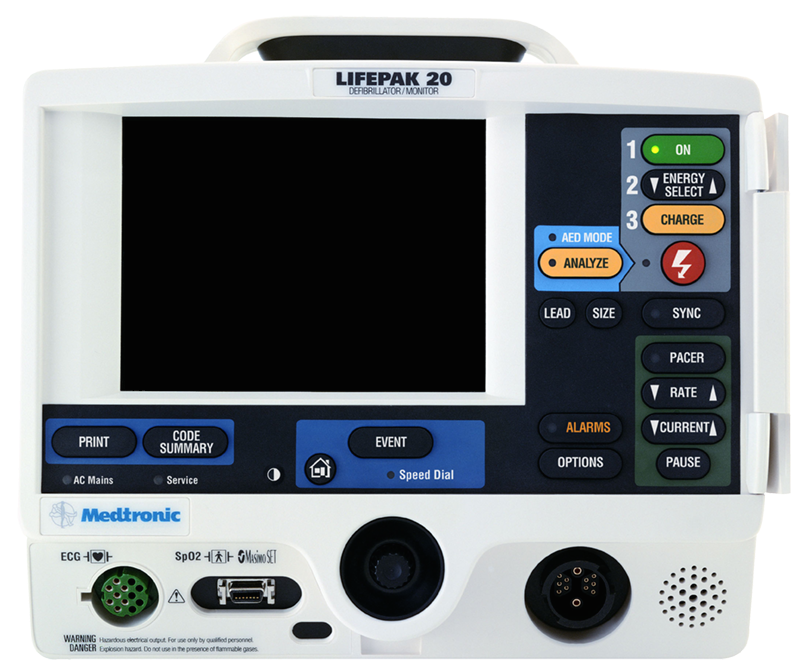 LIFEPAK 20
DEFIBRILLATOR/MONITOR
1 ON
2 ENERGY
SELECT
3 CHARGE
AED MODE
ANALYZE
LEAD SIZE SYNC
PACER
RATE
ALARMS CURRENT
OPTIONS PAUSE
PRINT CODE
SUMMARY EVENT
AC Mains Service Speed Dial
Medtronic
ECG SpO2 Masimo SET
WARNING Hazardous electrical output. For use only by qualified personnel.
DANGER Explosion hazard. Do not use in the presence of flammable gases.